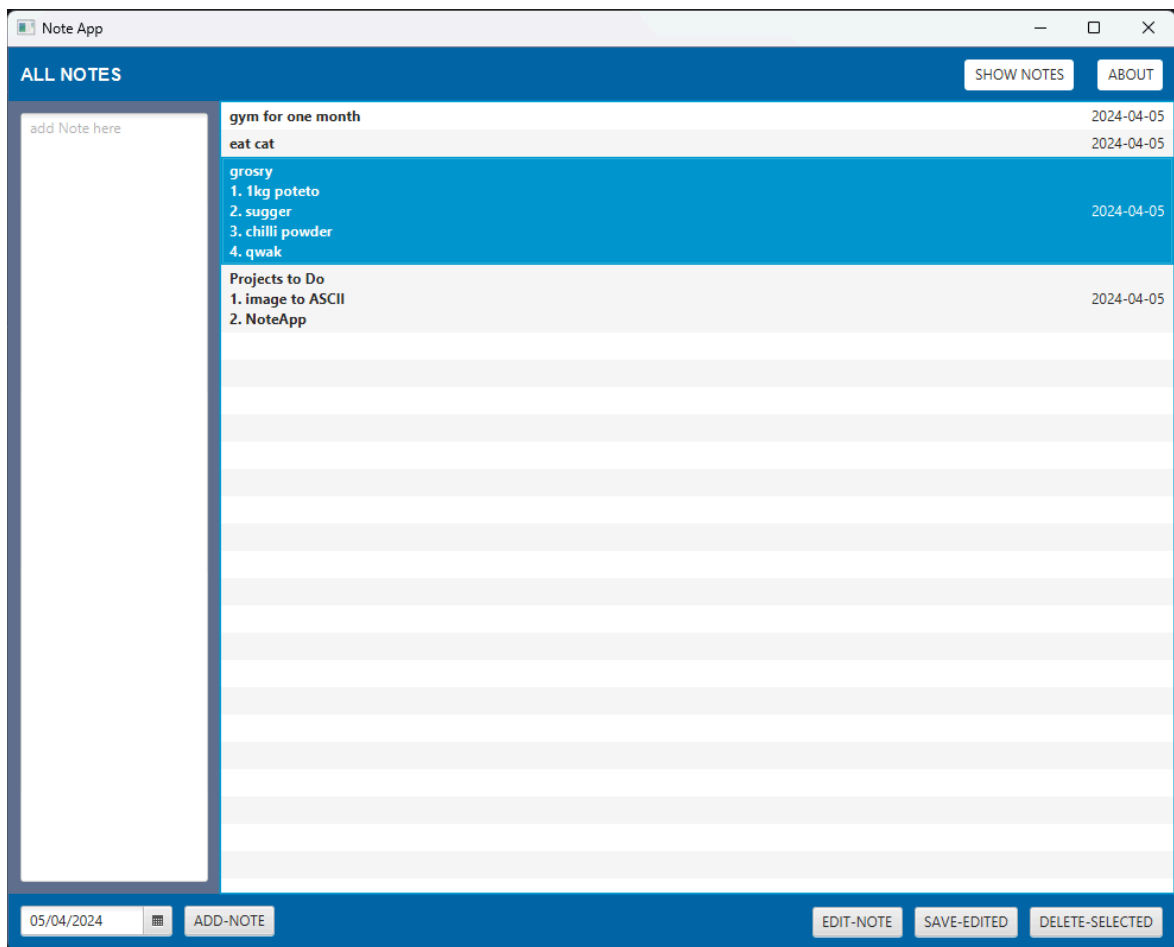 Note App
ALL NOTES
SHOW NOTES
ABOUT
add Note here
gym for one month
2024-04-05
eat cat
2024-04-05
grosry
1. 1kg poteto
2. sugger
2024-04-05
3. chilli powder
4. qwak
Projects to Do
1. image to ASCII
2024-04-05
2. NoteApp
05/04/2024
ADD-NOTE
EDIT-NOTE
SAVE-EDITED
DELETE-SELECTED